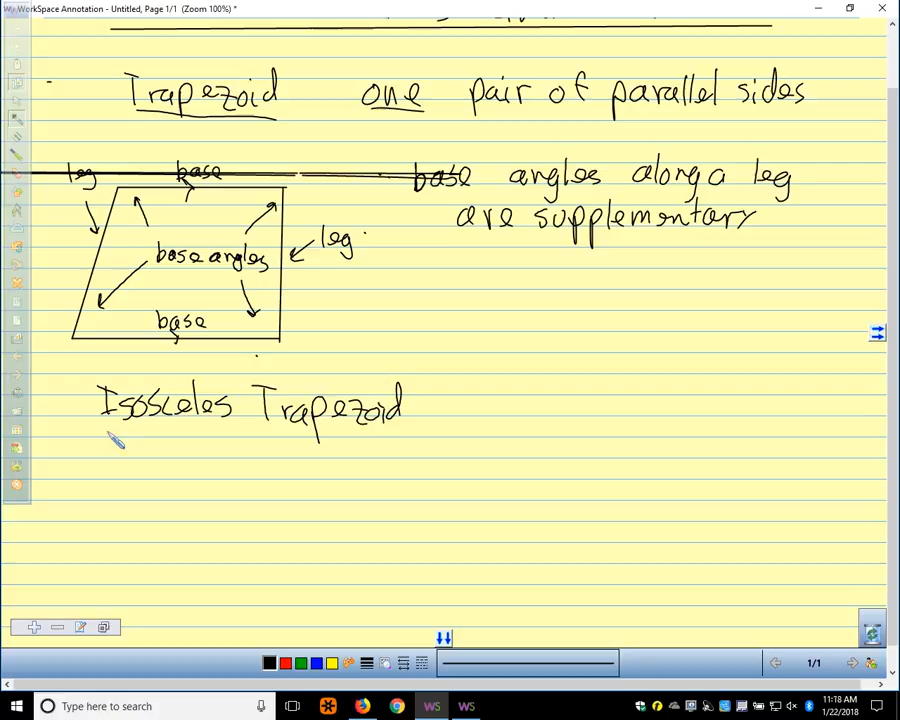 WorkSpace Annotation - Untitled, Page 1/1 (Zoom 100%) *
Trapezoid one pair of parallel sides
leg base
base angles along a leg
are supplementary
leg
base angles
base
Isosceles Trapezoid
1/1
Type here to search
WS WS
11:18 AM
1/22/2018